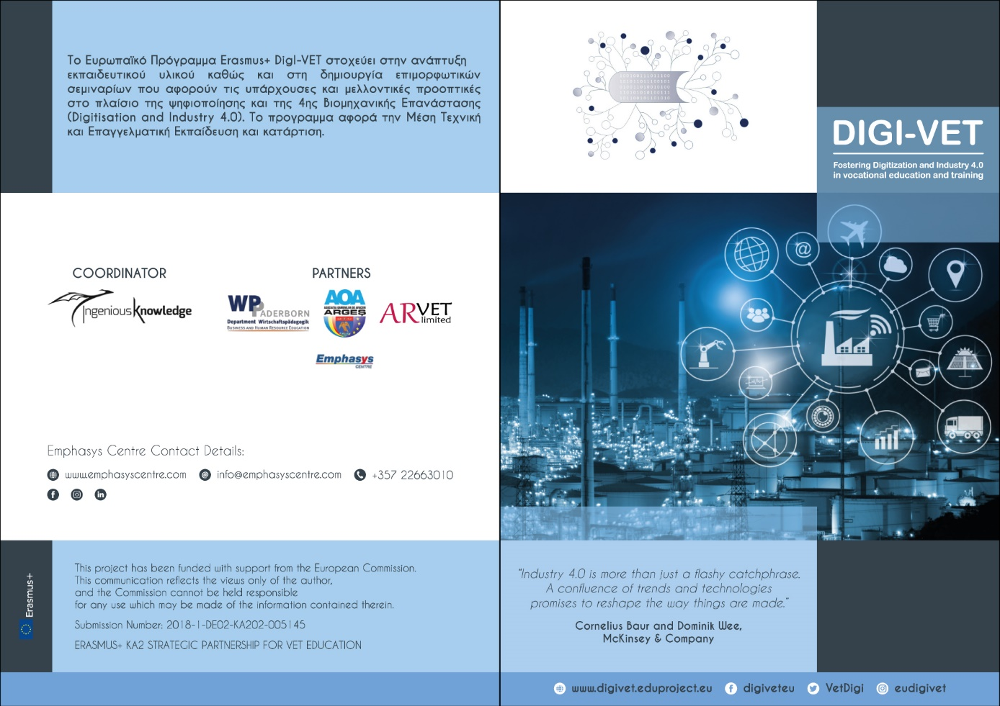 Το Ευρωπαϊκό Πρόγραμμα Erasmus+ DigI-VET στοχεύει στην ανάπτυξη
εκπαιδευτικού υλικού καθώς και στη δημιουργία επιμορφωτικών
σεμιναρίων που αφορούν τις υπάρχουσες και μελλοντικές προοπτικές
στο πλαίσιο της ψηφιοποίησης και της 4ης Βιομηχανικής Επανάστασης
(Digitisation and Industry 4.0). Το προγραμμα αφορά την Μέση Τεχνική
και Επαγγελματική Εκπαίδευση και κατάρτιση.
COORDINATOR
Ingenious Knowledge
PARTNERS
WP PADERBORN
Department Wirtschaftspädagogik
BUSINESS AND HUMAN RESOURCE EDUCATION
AOA
ARGEȘ
ARVET
limited
Emphasys
CENTRE
Emphasys Centre Contact Details:
www.emphasyscentre.com info@emphasyscentre.com +357 22663010
Erasmus+
This project has been funded with support from the European Commission.
This communication reflects the views only of the author,
and the Commission cannot be held responsible
for any use which may be made of the information contained therein.
Submission Number: 2018-1-DE02-KA202-005145
ERASMUS+ KA2 STRATEGIC PARTNERSHIP FOR VET EDUCATION
DIGI-VET
Fostering Digitization and Industry 4.0
in vocational education and training
"Industry 4.0 is more than just a flashy catchphrase.
A confluence of trends and technologies
promises to reshape the way things are made."
Cornelius Baur and Dominik Wee,
McKinsey & Company
www.digivet.eduproject.eu digiveteu VetDigi eudigivet